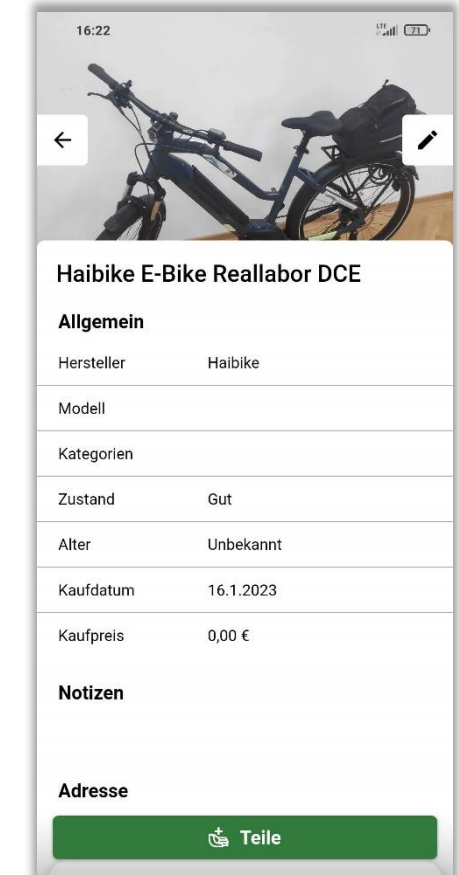 16:22
LTE
71
Haibike E-Bike Reallabor DCE
Allgemein
Hersteller Haibike
Modell
Kategorien
Zustand Gut
Alter Unbekannt
Kaufdatum 16.1.2023
Kaufpreis 0,00 €
Notizen
Adresse
Teile